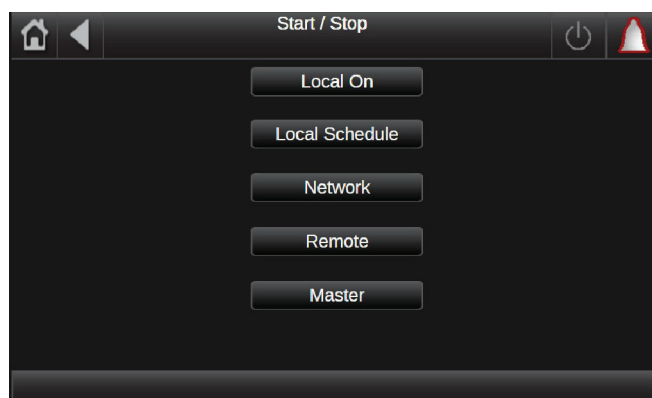 Start / Stop
Local On
Local Schedule
Network
Remote
Master